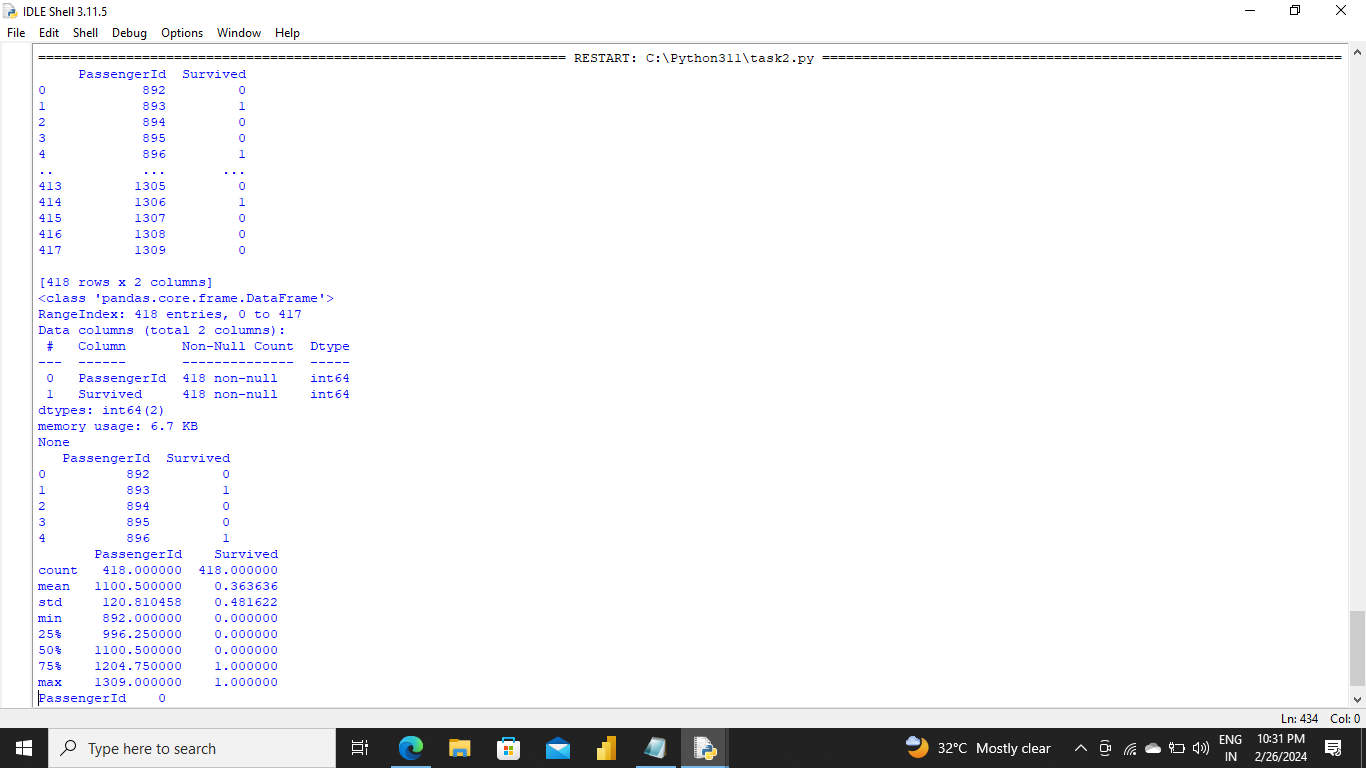 IDLE Shell 3.11.5
File Edit Shell Debug Options Window Help
================================================================== RESTART: C:\Python311\task2.py =================================================================
     PassengerId  Survived
0            892         0
1            893         1
2            894         0
3            895         0
4            896         1
..           ...       ...
413         1305         0
414         1306         1
415         1307         0
416         1308         0
417         1309         0
[418 rows x 2 columns]
<class 'pandas.core.frame.DataFrame'>
RangeIndex: 418 entries, 0 to 417
Data columns (total 2 columns):
 #   Column       Non-Null Count  Dtype
---  ------       --------------  -----
 0   PassengerId  418 non-null    int64
 1   Survived     418 non-null    int64
dtypes: int64(2)
memory usage: 6.7 KB
None
   PassengerId  Survived
0          892         0
1          893         1
2          894         0
3          895         0
4          896         1
       PassengerId    Survived
count   418.000000  418.000000
mean   1100.500000    0.363636
std     120.810458    0.481622
min     892.000000    0.000000
25%     996.250000    0.000000
50%    1100.500000    0.000000
75%    1204.750000    1.000000
max    1309.000000    1.000000
PassengerId    0
Ln: 434 Col: 0
Type here to search
32°C Mostly clear
ENG
IN
10:31 PM
2/26/2024